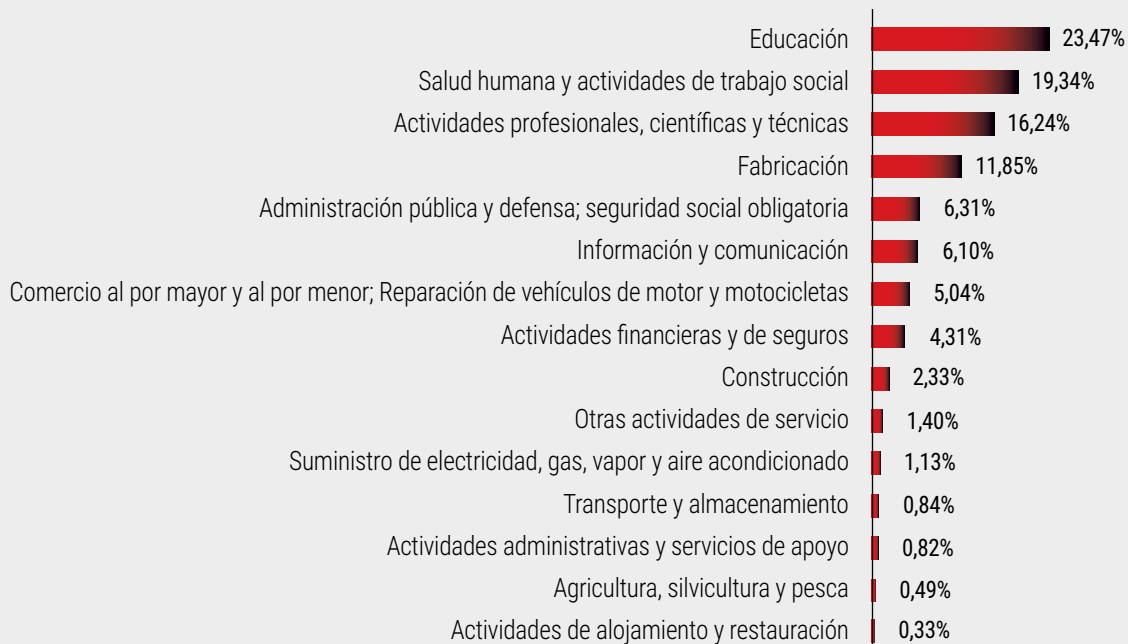 Educación 23,47%
Salud humana y actividades de trabajo social 19,34%
Actividades profesionales, científicas y técnicas 16,24%
Fabricación 11,85%
Administración pública y defensa; seguridad social obligatoria 6,31%
Información y comunicación 6,10%
Comercio al por mayor y al por menor; Reparación de vehículos de motor y motocicletas 5,04%
Actividades financieras y de seguros 4,31%
Construcción 2,33%
Otras actividades de servicio 1,40%
Suministro de electricidad, gas, vapor y aire acondicionado 1,13%
Transporte y almacenamiento 0,84%
Actividades administrativas y servicios de apoyo 0,82%
Agricultura, silvicultura y pesca 0,49%
Actividades de alojamiento y restauración 0,33%